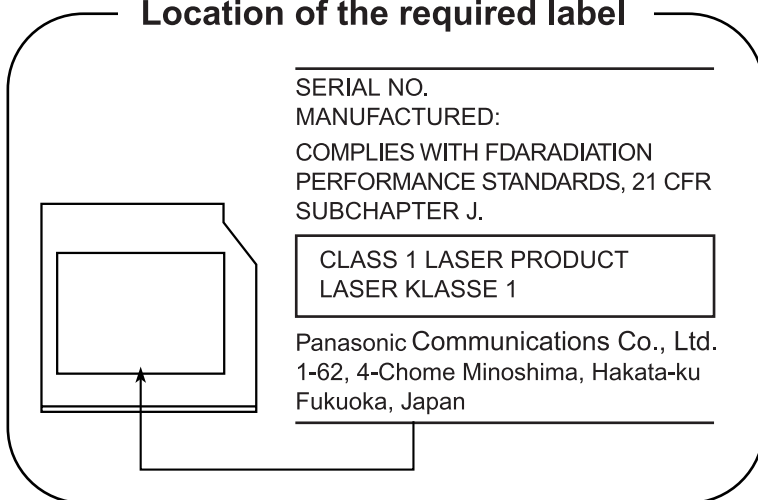 Location of the required label
SERIAL NO.
MANUFACTURED:
COMPLIES WITH FDARADIATION
PERFORMANCE STANDARDS, 21 CFR
SUBCHAPTER J.
CLASS 1 LASER PRODUCT
LASER KLASSE 1
Panasonic Communications Co., Ltd.
1-62, 4-Chome Minoshima, Hakata-ku
Fukuoka, Japan